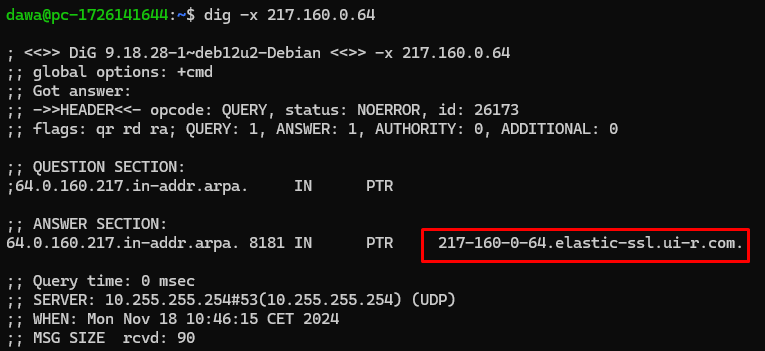 dawa@pc-1726141644:~$ dig -x 217.160.0.64
; <<>> DiG 9.18.28-1~deb12u2-Debian <<>> -x 217.160.0.64
;; global options: +cmd
;; Got answer:
;; ->>HEADER<<- opcode: QUERY, status: NOERROR, id: 26173
;; flags: qr rd ra; QUERY: 1, ANSWER: 1, AUTHORITY: 0, ADDITIONAL: 0
;; QUESTION SECTION:
;64.0.160.217.in-addr.arpa. IN PTR
;; ANSWER SECTION:
64.0.160.217.in-addr.arpa. 8181 IN PTR 217-160-0-64.elastic-ssl.ui-r.com.
;; Query time: 0 msec
;; SERVER: 10.255.255.254#53(10.255.255.254) (UDP)
;; WHEN: Mon Nov 18 10:46:15 CET 2024
;; MSG SIZE rcvd: 90